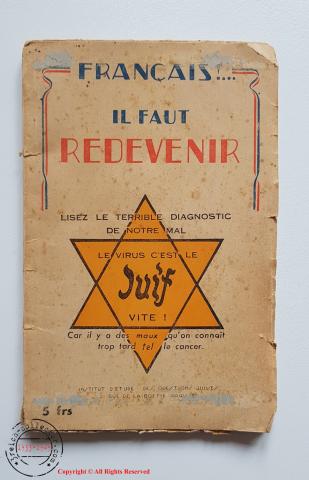 FRANÇAIS!....
IL FAUT
REDEVENIR
LISEZ LE TERRIBLE DIAGNOSTIC
DE NOTRE MAL
LE VIRUS C'EST LE
Juif
VITE !
Car il y a des maux qu'on connaît
trop tard tel le cancer.
INSTITUT D'ETUDE DES QUESTIONS JUIVES
RUE DE LA BOETIE
5 frs
Copyright © All Rights Reserved